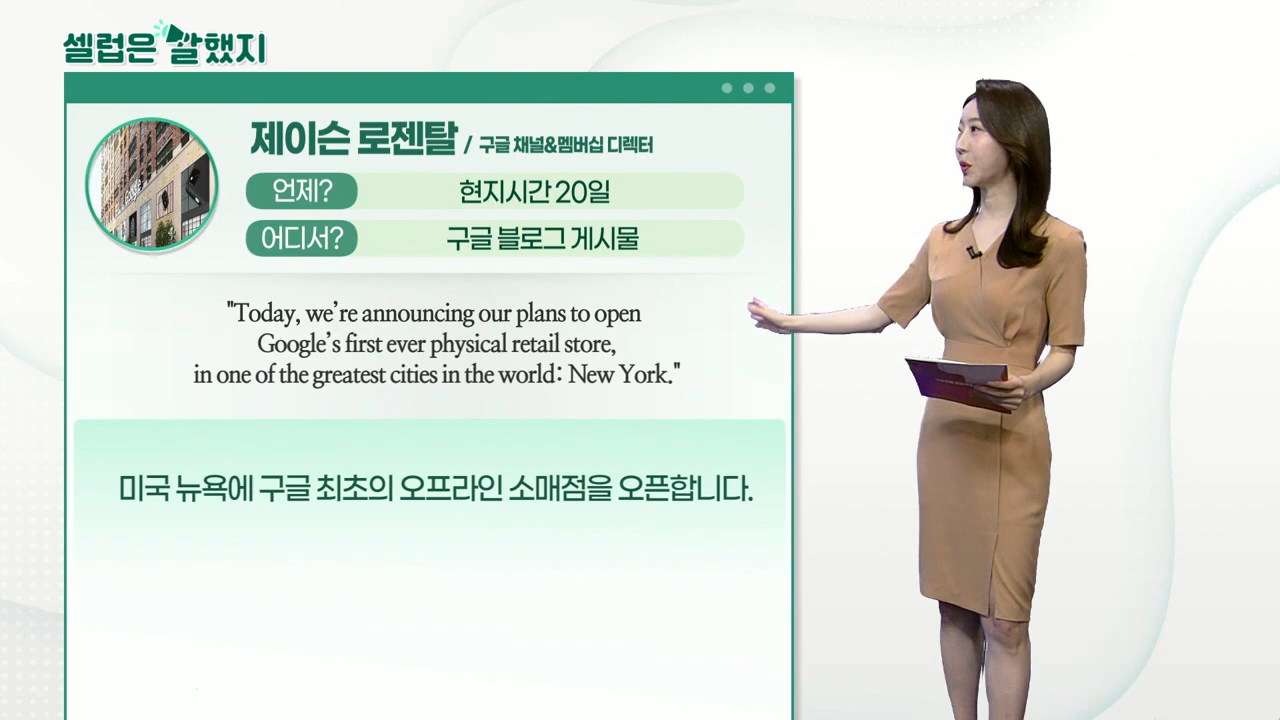 셀럽은 말했지
제이슨 로젠탈 / 구글 채널&멤버십 디렉터
언제? 현지시간 20일
어디서? 구글 블로그 게시물
"Today, we’re announcing our plans to open
Google’s first ever physical retail store,
in one of the greatest cities in the world: New York."
미국 뉴욕에 구글 최초의 오프라인 소매점을 오픈합니다.
Google